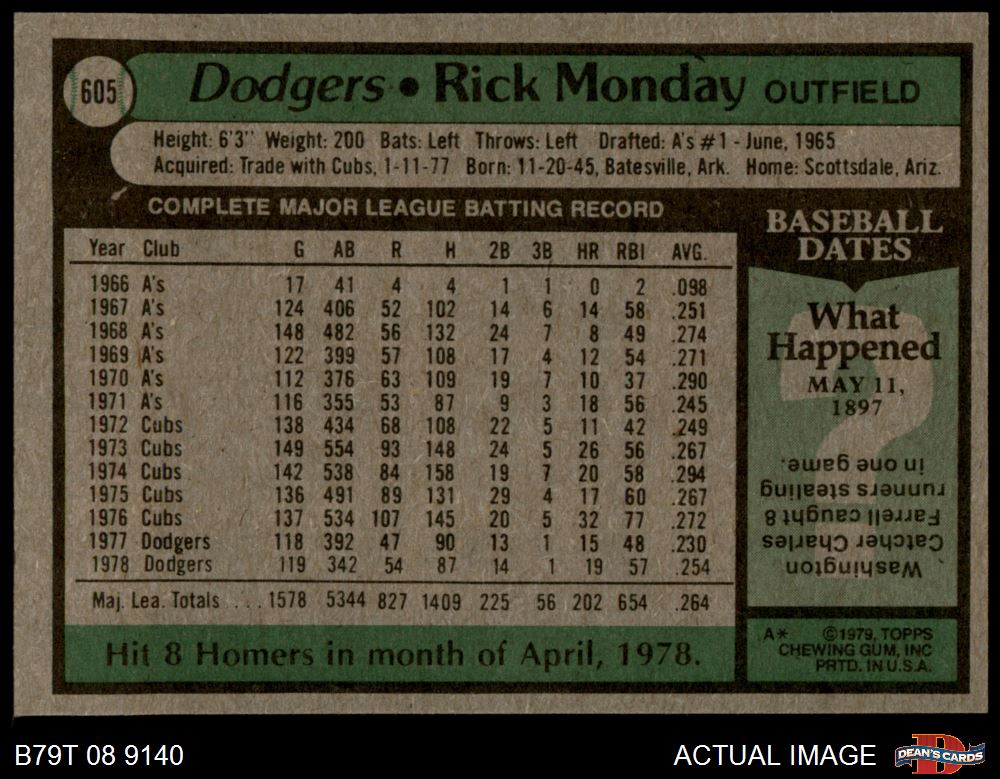 605
Dodgers • Rick Monday OUTFIELD
Height: 6'3'' Weight: 200 Bats: Left Throws: Left Drafted: A's #1 - June, 1965
Acquired: Trade with Cubs, 1-11-77 Born: 11-20-45, Batesville, Ark. Home: Scottsdale, Ariz.
COMPLETE MAJOR LEAGUE BATTING RECORD
Year Club G AB R H 2B 3B HR RBI AVG.
1966 A's 17 41 4 4 1 1 0 2 .098
1967 A's 124 406 52 102 14 6 14 58 .251
1968 A's 148 482 56 132 24 7 8 49 .274
1969 A's 122 399 57 108 17 4 12 54 .271
1970 A's 112 376 63 109 19 7 10 37 .290
1971 A's 116 355 53 87 9 3 18 56 .245
1972 Cubs 138 434 68 108 22 5 11 42 .249
1973 Cubs 149 554 93 148 24 5 26 56 .267
1974 Cubs 142 538 84 158 19 7 20 58 .294
1975 Cubs 136 491 89 131 29 4 17 60 .267
1976 Cubs 137 534 107 145 20 5 32 77 .272
1977 Dodgers 118 392 47 90 13 1 15 48 .230
1978 Dodgers 119 342 54 87 14 1 19 57 .254
Maj. Lea. Totals ... 1578 5344 827 1409 225 56 202 654 .264
Hit 8 Homers in month of April, 1978.
BASEBALL
DATES
What
Happened
MAY 11,
1897
Washington
Catcher Charles
Farrell caught 8
runners stealing
in one game.
A* ©1979, TOPPS
CHEWING GUM, INC
PRTD. IN U.S.A.
B79T 08 9140
ACTUAL IMAGE
DEAN'S CARDS